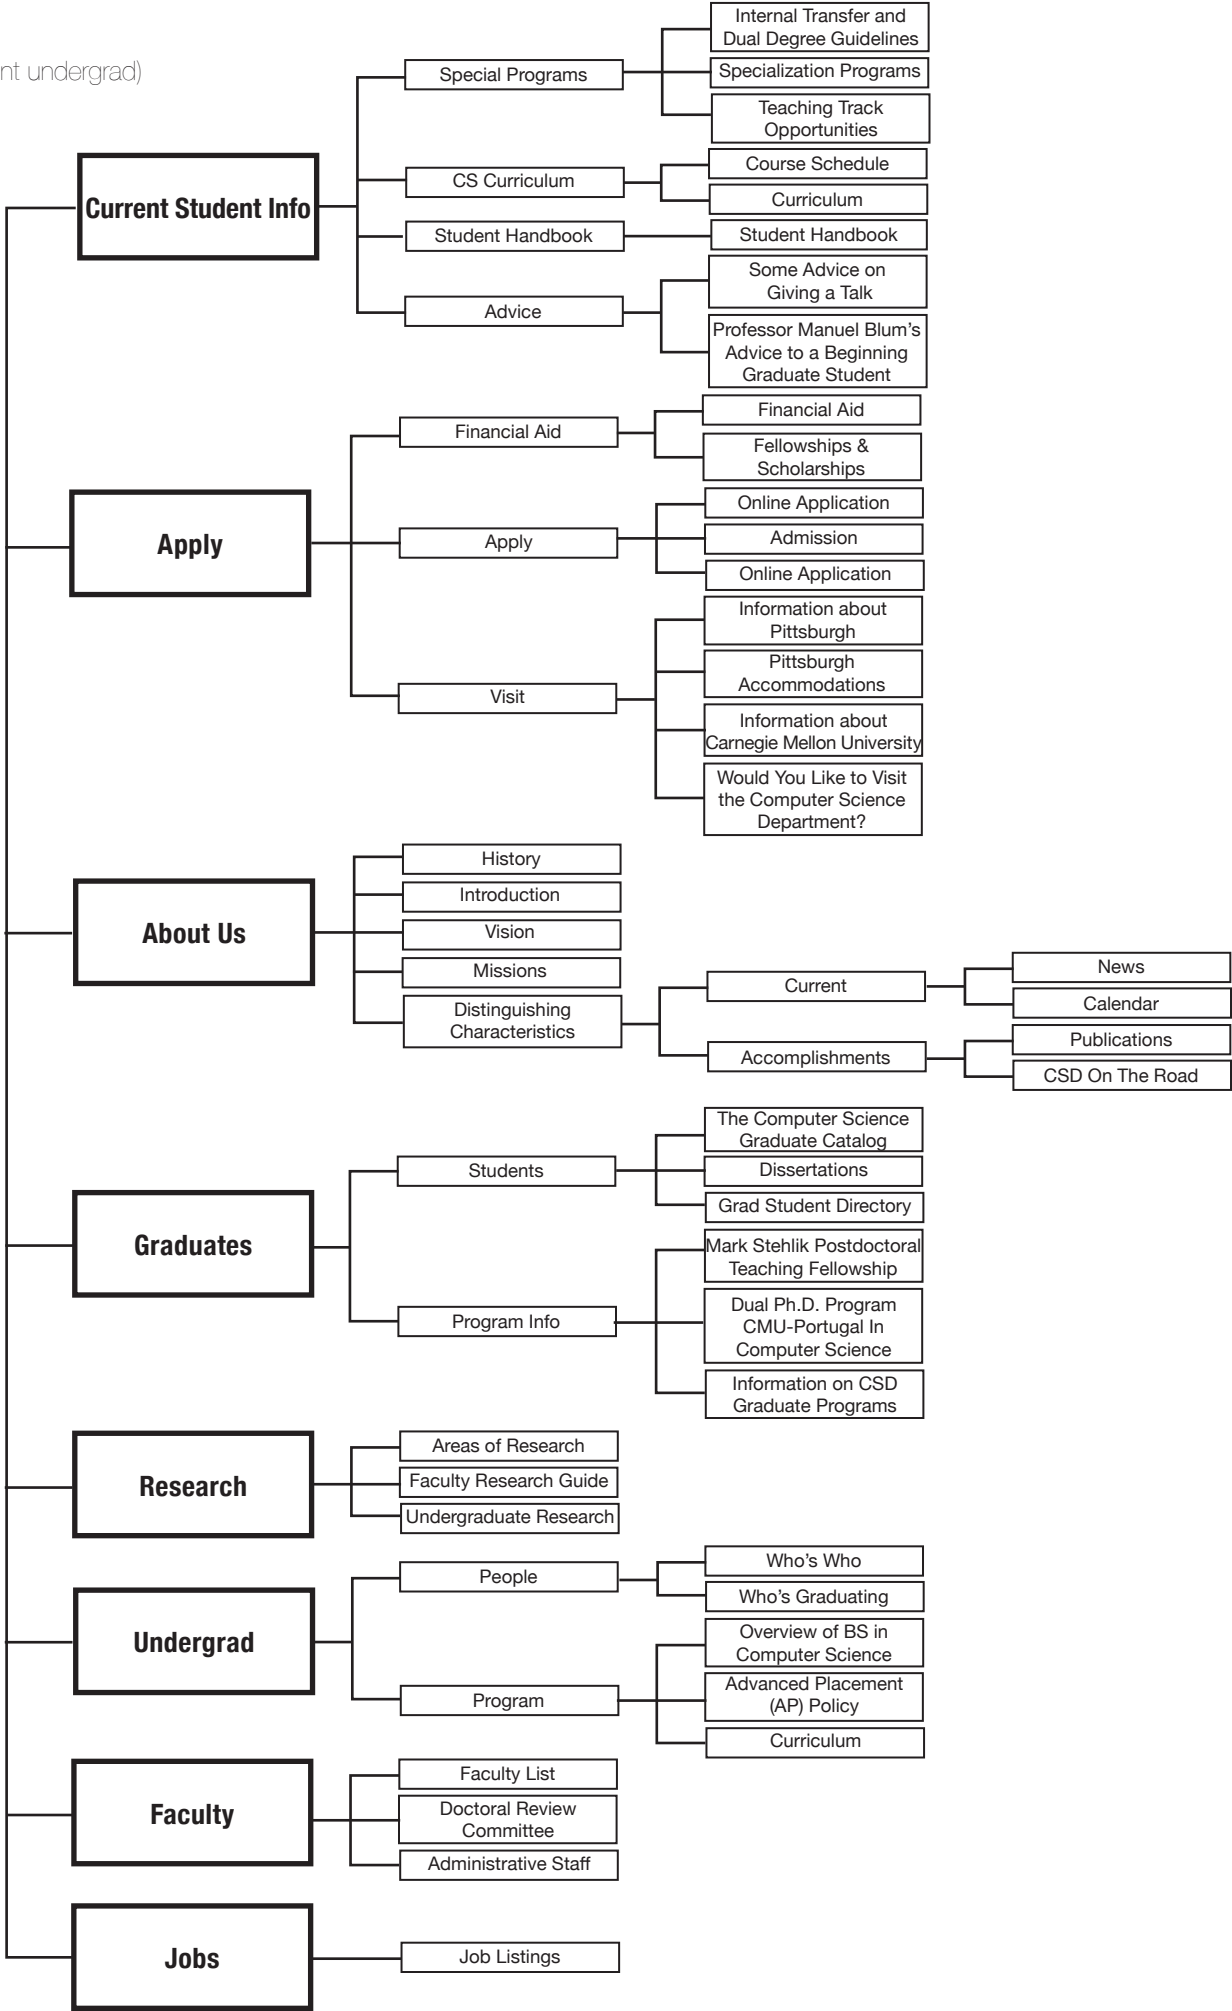 nt undergrad)
Current Student Info
Special Programs
Internal Transfer and
Dual Degree Guidelines
Specialization Programs
Teaching Track
Opportunities
CS Curriculum
Course Schedule
Curriculum
Student Handbook
Student Handbook
Advice
Some Advice on
Giving a Talk
Professor Manuel Blum's
Advice to a Beginning
Graduate Student
Apply
Financial Aid
Financial Aid
Fellowships &
Scholarships
Apply
Online Application
Admission
Online Application
Visit
Information about
Pittsburgh
Pittsburgh
Accommodations
Information about
Carnegie Mellon University
Would You Like to Visit
the Computer Science
Department?
About Us
History
Introduction
Vision
Missions
Distinguishing
Characteristics
Current
News
Calendar
Accomplishments
Publications
CSD On The Road
Graduates
Students
The Computer Science
Graduate Catalog
Dissertations
Grad Student Directory
Program Info
Mark Stehlik Postdoctoral
Teaching Fellowship
Dual Ph.D. Program
CMU-Portugal In
Computer Science
Information on CSD
Graduate Programs
Research
Areas of Research
Faculty Research Guide
Undergraduate Research
Undergrad
People
Who's Who
Who's Graduating
Program
Overview of BS in
Computer Science
Advanced Placement
(AP) Policy
Curriculum
Faculty
Faculty List
Doctoral Review
Committee
Administrative Staff
Jobs
Job Listings